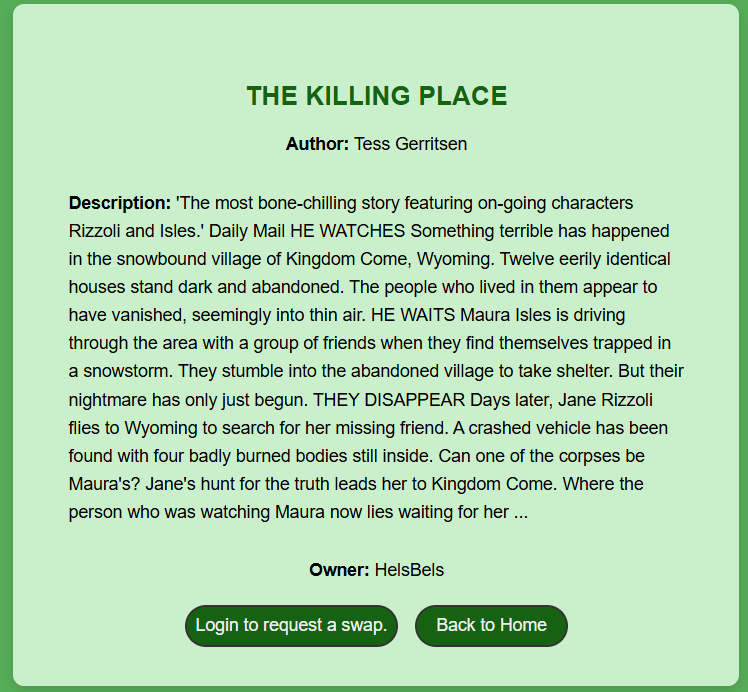 THE KILLING PLACE
Author: Tess Gerritsen
Description: 'The most bone-chilling story featuring on-going characters
Rizzoli and Isles.' Daily Mail HE WATCHES Something terrible has happened
in the snowbound village of Kingdom Come, Wyoming. Twelve eerily identical
houses stand dark and abandoned. The people who lived in them appear to
have vanished, seemingly into thin air. HE WAITS Maura Isles is driving
through the area with a group of friends when they find themselves trapped in
a snowstorm. They stumble into the abandoned village to take shelter. But their
nightmare has only just begun. THEY DISAPPEAR Days later, Jane Rizzoli
flies to Wyoming to search for her missing friend. A crashed vehicle has been
found with four badly burned bodies still inside. Can one of the corpses be
Maura's? Jane's hunt for the truth leads her to Kingdom Come. Where the
person who was watching Maura now lies waiting for her ...
Owner: HelsBels
Login to request a swap.
Back to Home